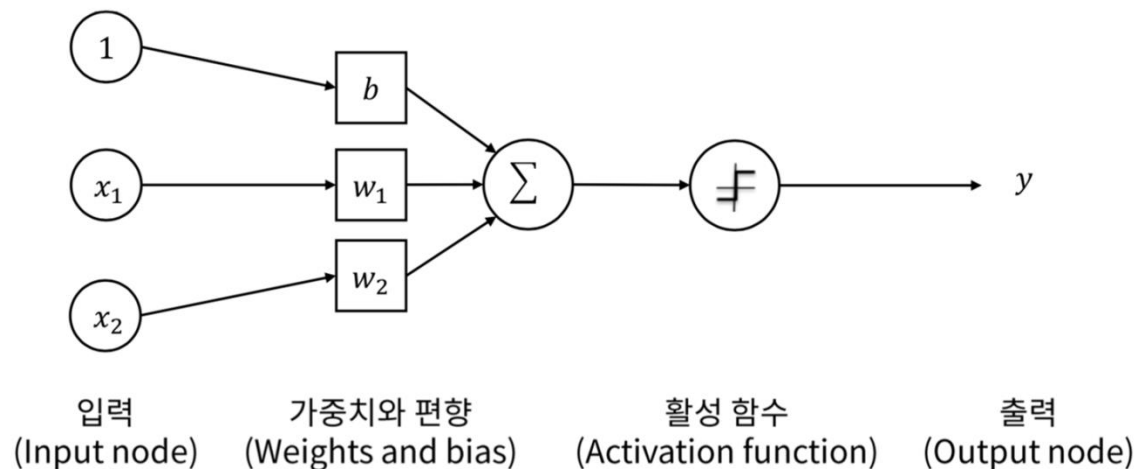 1
b
x₁
w₁
∑
y
w₂
x₂
입력 가중치와 편향 활성 함수 출력
(Input node) (Weights and bias) (Activation function) (Output node)